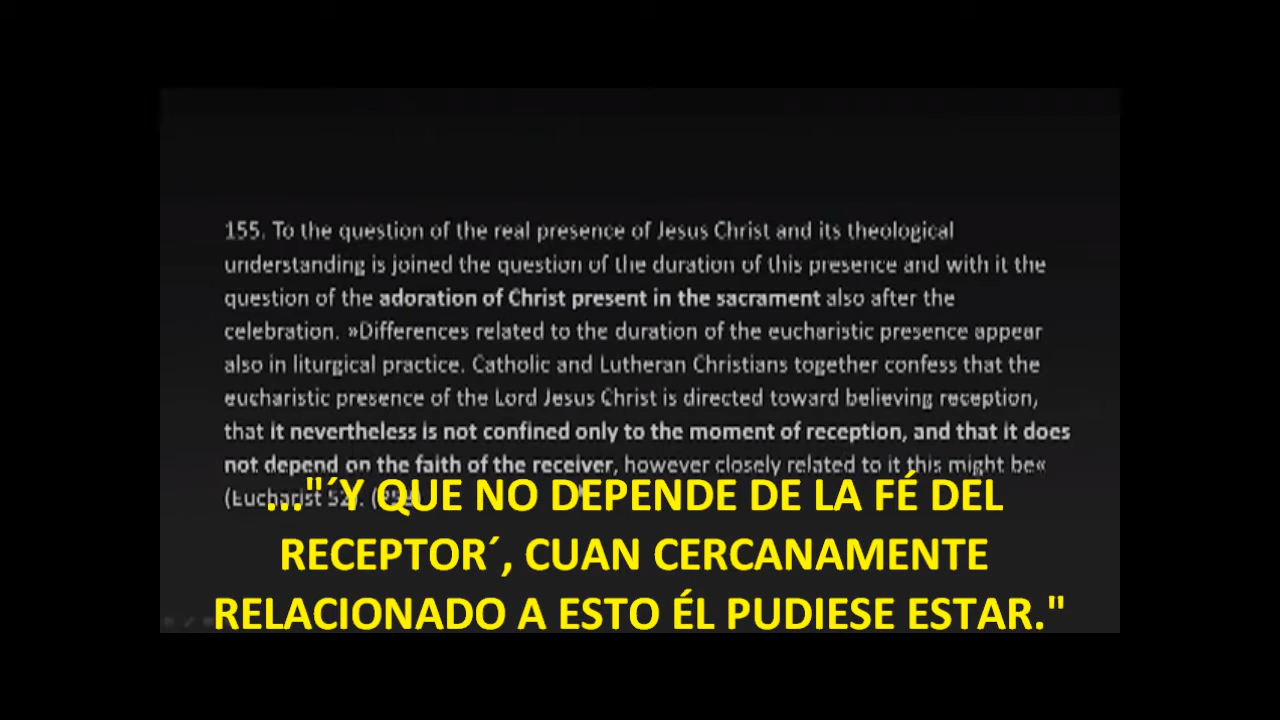 155. To the question of the real presence of Jesus Christ and its theological
understanding is joined the question of the duration of this presence and with it the
question of the adoration of Christ present in the sacrament also after the
celebration. »Differences related to the duration of the eucharistic presence appear
also in liturgical practice. Catholic and Lutheran Christians together confess that the
eucharistic presence of the Lord Jesus Christ is directed toward believing reception,
that it nevertheless is not confined only to the moment of reception, and that it does
not depend on the faith of the receiver, however closely related to it this might be«
(Eucharist 52).
..."´Y QUE NO DEPENDE DE LA FÉ DEL
RECEPTOR´, CUAN CERCANAMENTE
RELACIONADO A ESTO ÉL PUDIESE ESTAR."